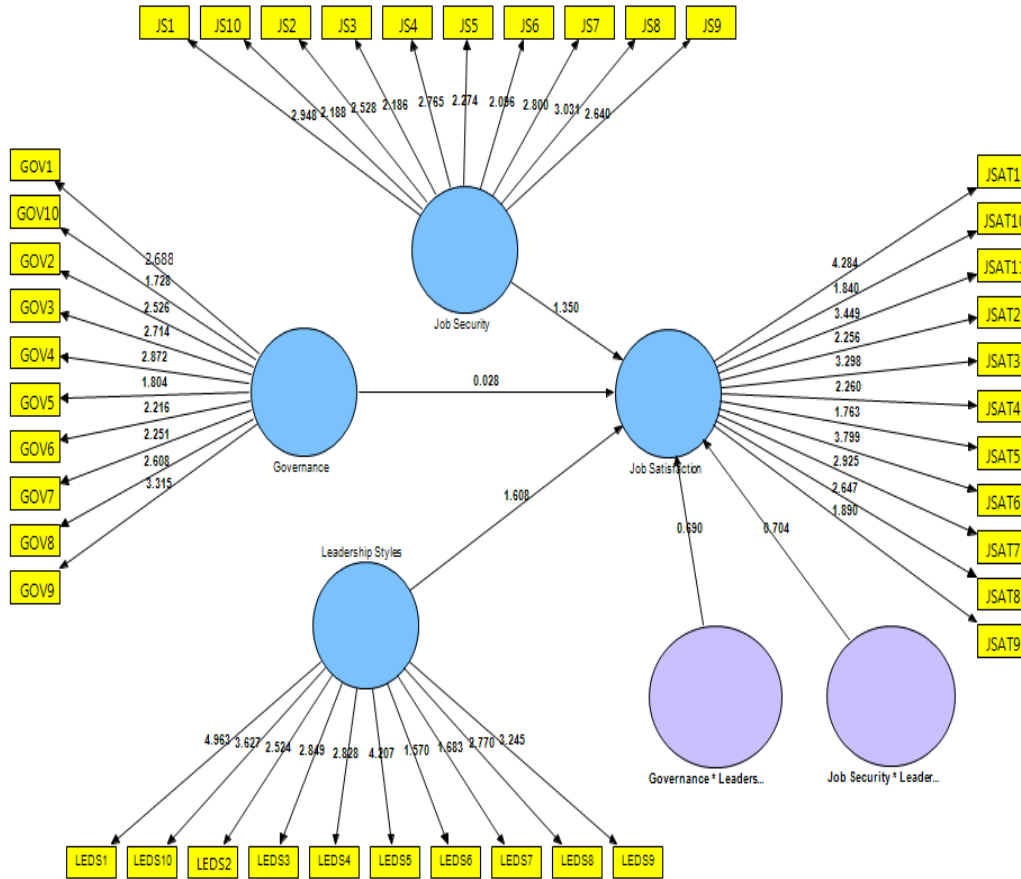 JS1 JS10 JS2 JS3 JS4 JS5 JS6 JS7 JS8 JS9
2.948 2.188 2.528 2.186 2.765 2.274 2.096 2.800 3.031 2.640
Job Security
GOV1
GOV10
GOV2
GOV3
GOV4
GOV5
GOV6
GOV7
GOV8
GOV9
2.688
1.728
2.526
2.714
2.872
1.804
2.216
2.251
2.608
3.315
Governance
1.350
0.028
1.608
Job Satisfaction
4.284
1.840
3.449
2.256
3.298
2.260
1.763
3.799
2.925
2.647
1.890
JSAT1
JSAT10
JSAT11
JSAT2
JSAT3
JSAT4
JSAT5
JSAT6
JSAT7
JSAT8
JSAT9
0.690
0.704
Governance * Leaders...
Job Security * Leader...
Leadership Styles
4.963 3.627 2.524 2.849 2.828 4.207 1.570 1.683 2.770 3.245
LEDS1 LEDS10 LEDS2 LEDS3 LEDS4 LEDS5 LEDS6 LEDS7 LEDS8 LEDS9